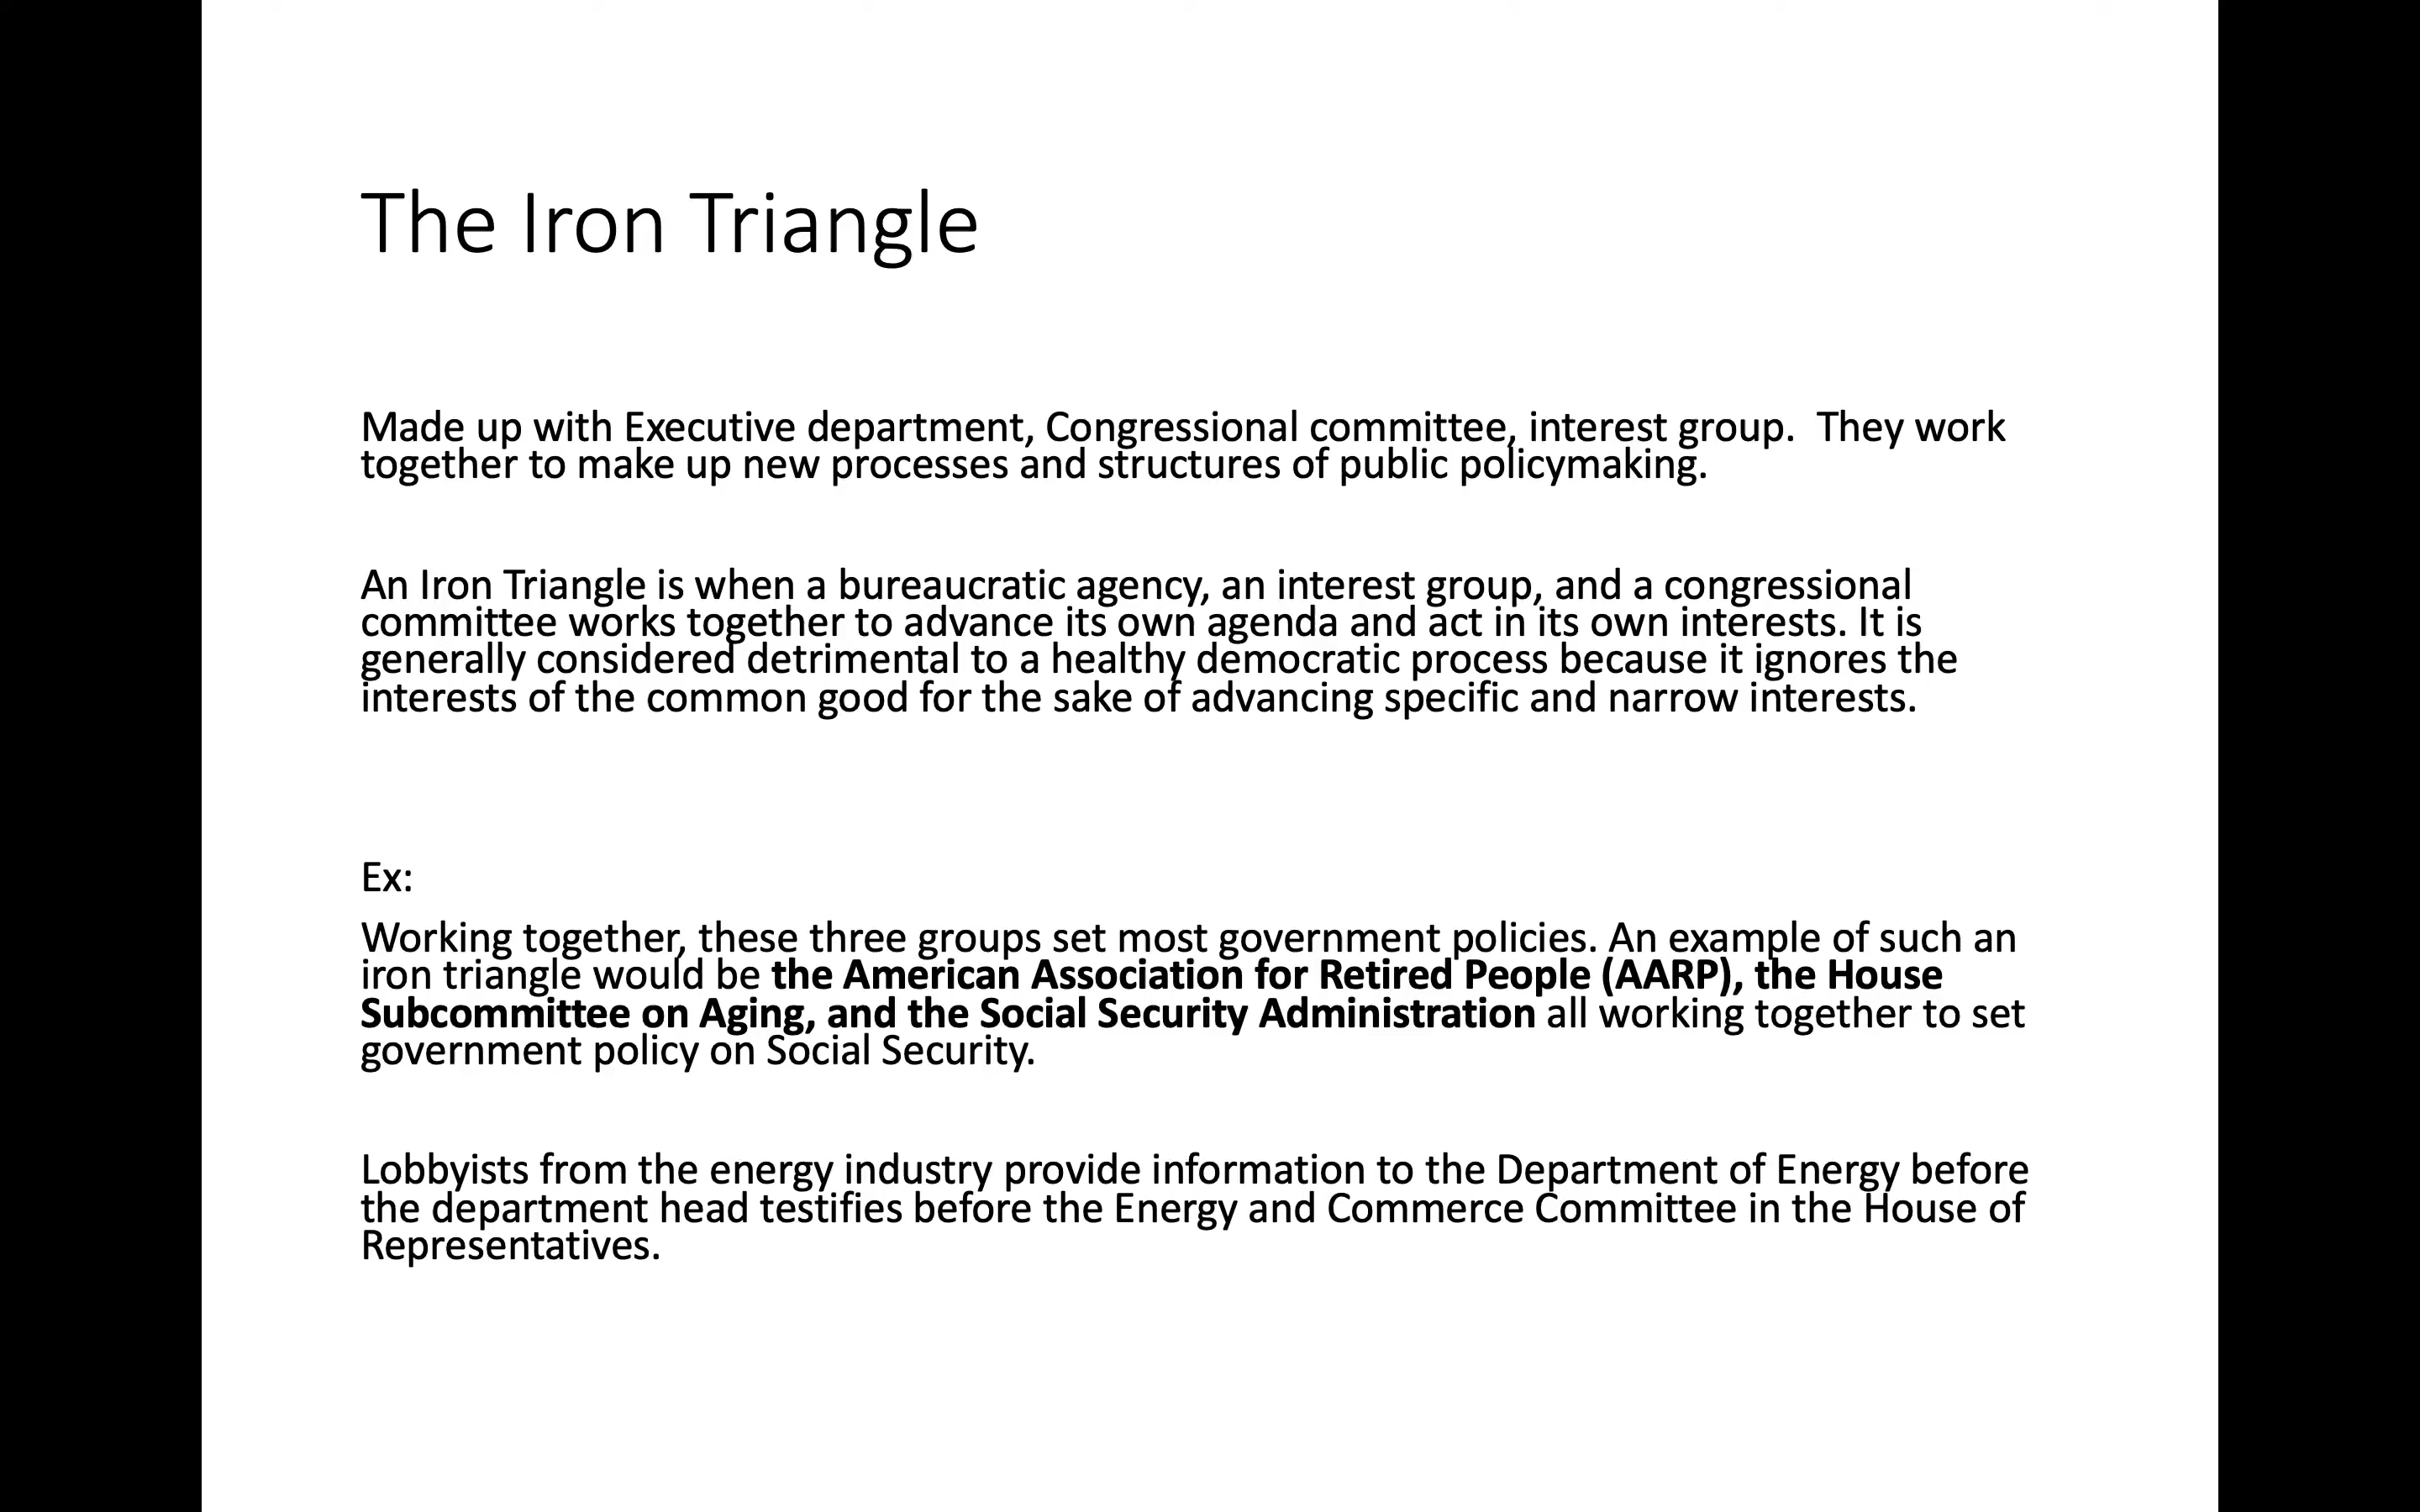 The Iron Triangle
Made up with Executive department, Congressional committee, interest group.  They work
together to make up new processes and structures of public policymaking.
An Iron Triangle is when a bureaucratic agency, an interest group, and a congressional
committee works together to advance its own agenda and act in its own interests. It is
generally considered detrimental to a healthy democratic process because it ignores the
interests of the common good for the sake of advancing specific and narrow interests.
Ex:
Working together, these three groups set most government policies. An example of such an
iron triangle would be the American Association for Retired People (AARP), the House
Subcommittee on Aging, and the Social Security Administration all working together to set
government policy on Social Security.
Lobbyists from the energy industry provide information to the Department of Energy before
the department head testifies before the Energy and Commerce Committee in the House of
Representatives.